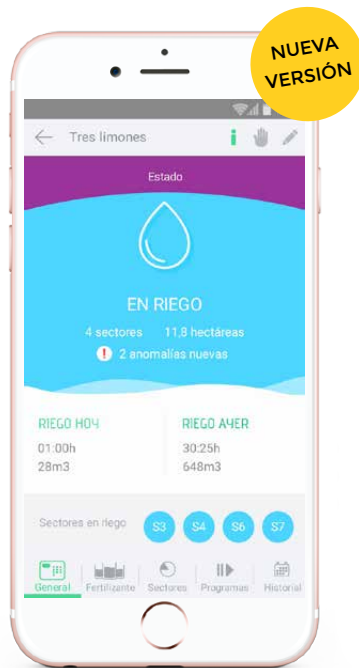 NUEVA
VERSIÓN
Tres limones
Estado
EN RIEGO
4 sectores 11,8 hectáreas
! 2 anomalías nuevas
RIEGO HOY RIEGO AYER
01:00h 30:25h
28m3 648m3
Sectores en riego S3 S4 S6 S7
General Fertilizante Sectores Programas Historial